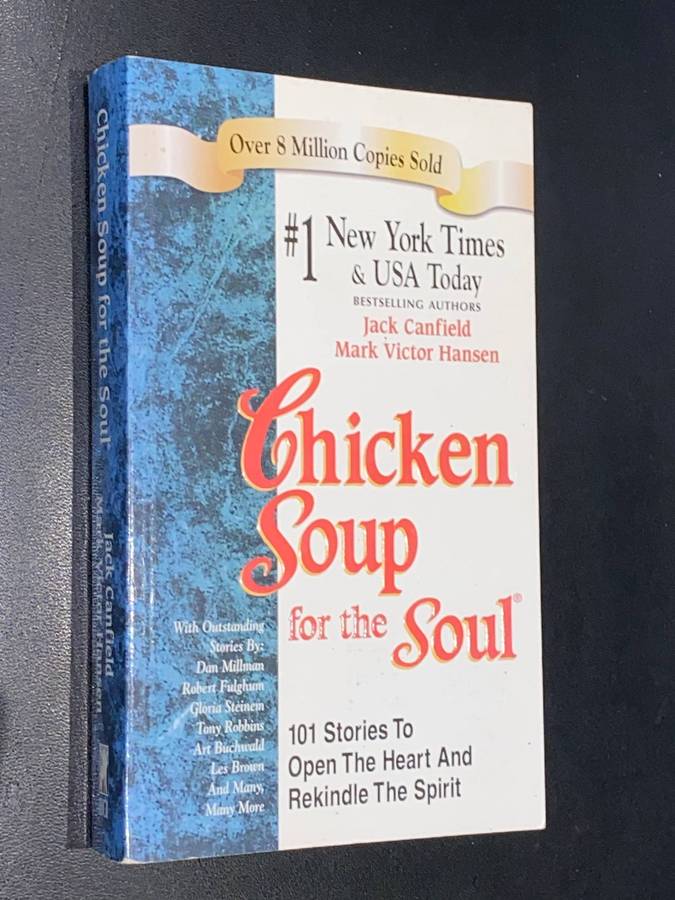 Over 8 Million Copies Sold
#1 New York Times
& USA Today
BESTSELLING AUTHORS
Jack Canfield
Mark Victor Hansen
Chicken
Soup
for the Soul®
With Outstanding
Stories By:
Dan Millman
Robert Fulghum
Gloria Steinem
Tony Robbins
Art Buchwald
Les Brown
And Many,
Many More
101 Stories To
Open The Heart And
Rekindle The Spirit
Chicken Soup for the Soul
Jack Canfield
Mark Victor Hansen